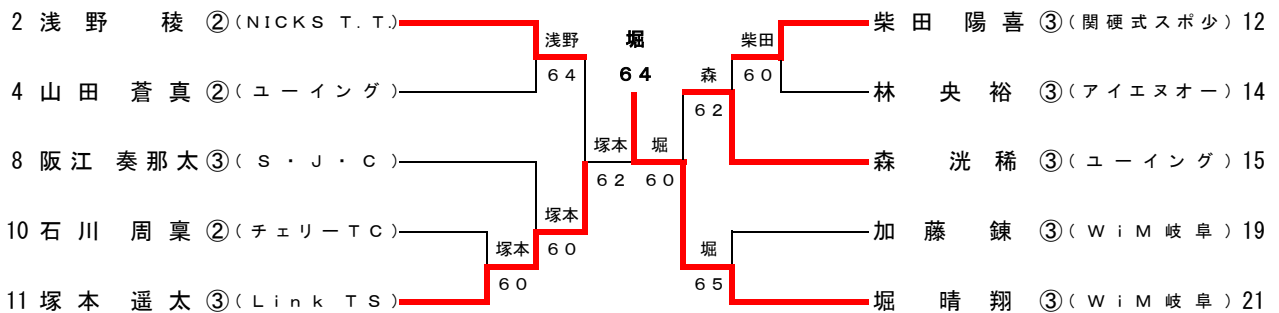 2 浅野 稜 ②(NICKS T.T.)
4 山田 蒼真 ②(ユーイング)
8 阪江 奏那太 ③(S・J・C)
10 石川 周稟 ②(チェリーTC)
11 塚本 遥太 ③(Link TS)
浅野
64
塚本
60
塚本
60
塚本
62
堀
64
堀
60
森
62
柴田
60
堀
65
柴田 陽喜 ③(関硬式スポ少) 12
林 央裕 ③(アイエヌオー) 14
森 洸稀 ③(ユーイング) 15
加藤 錬 ③(WiM岐阜) 19
堀 晴翔 ③(WiM岐阜) 21